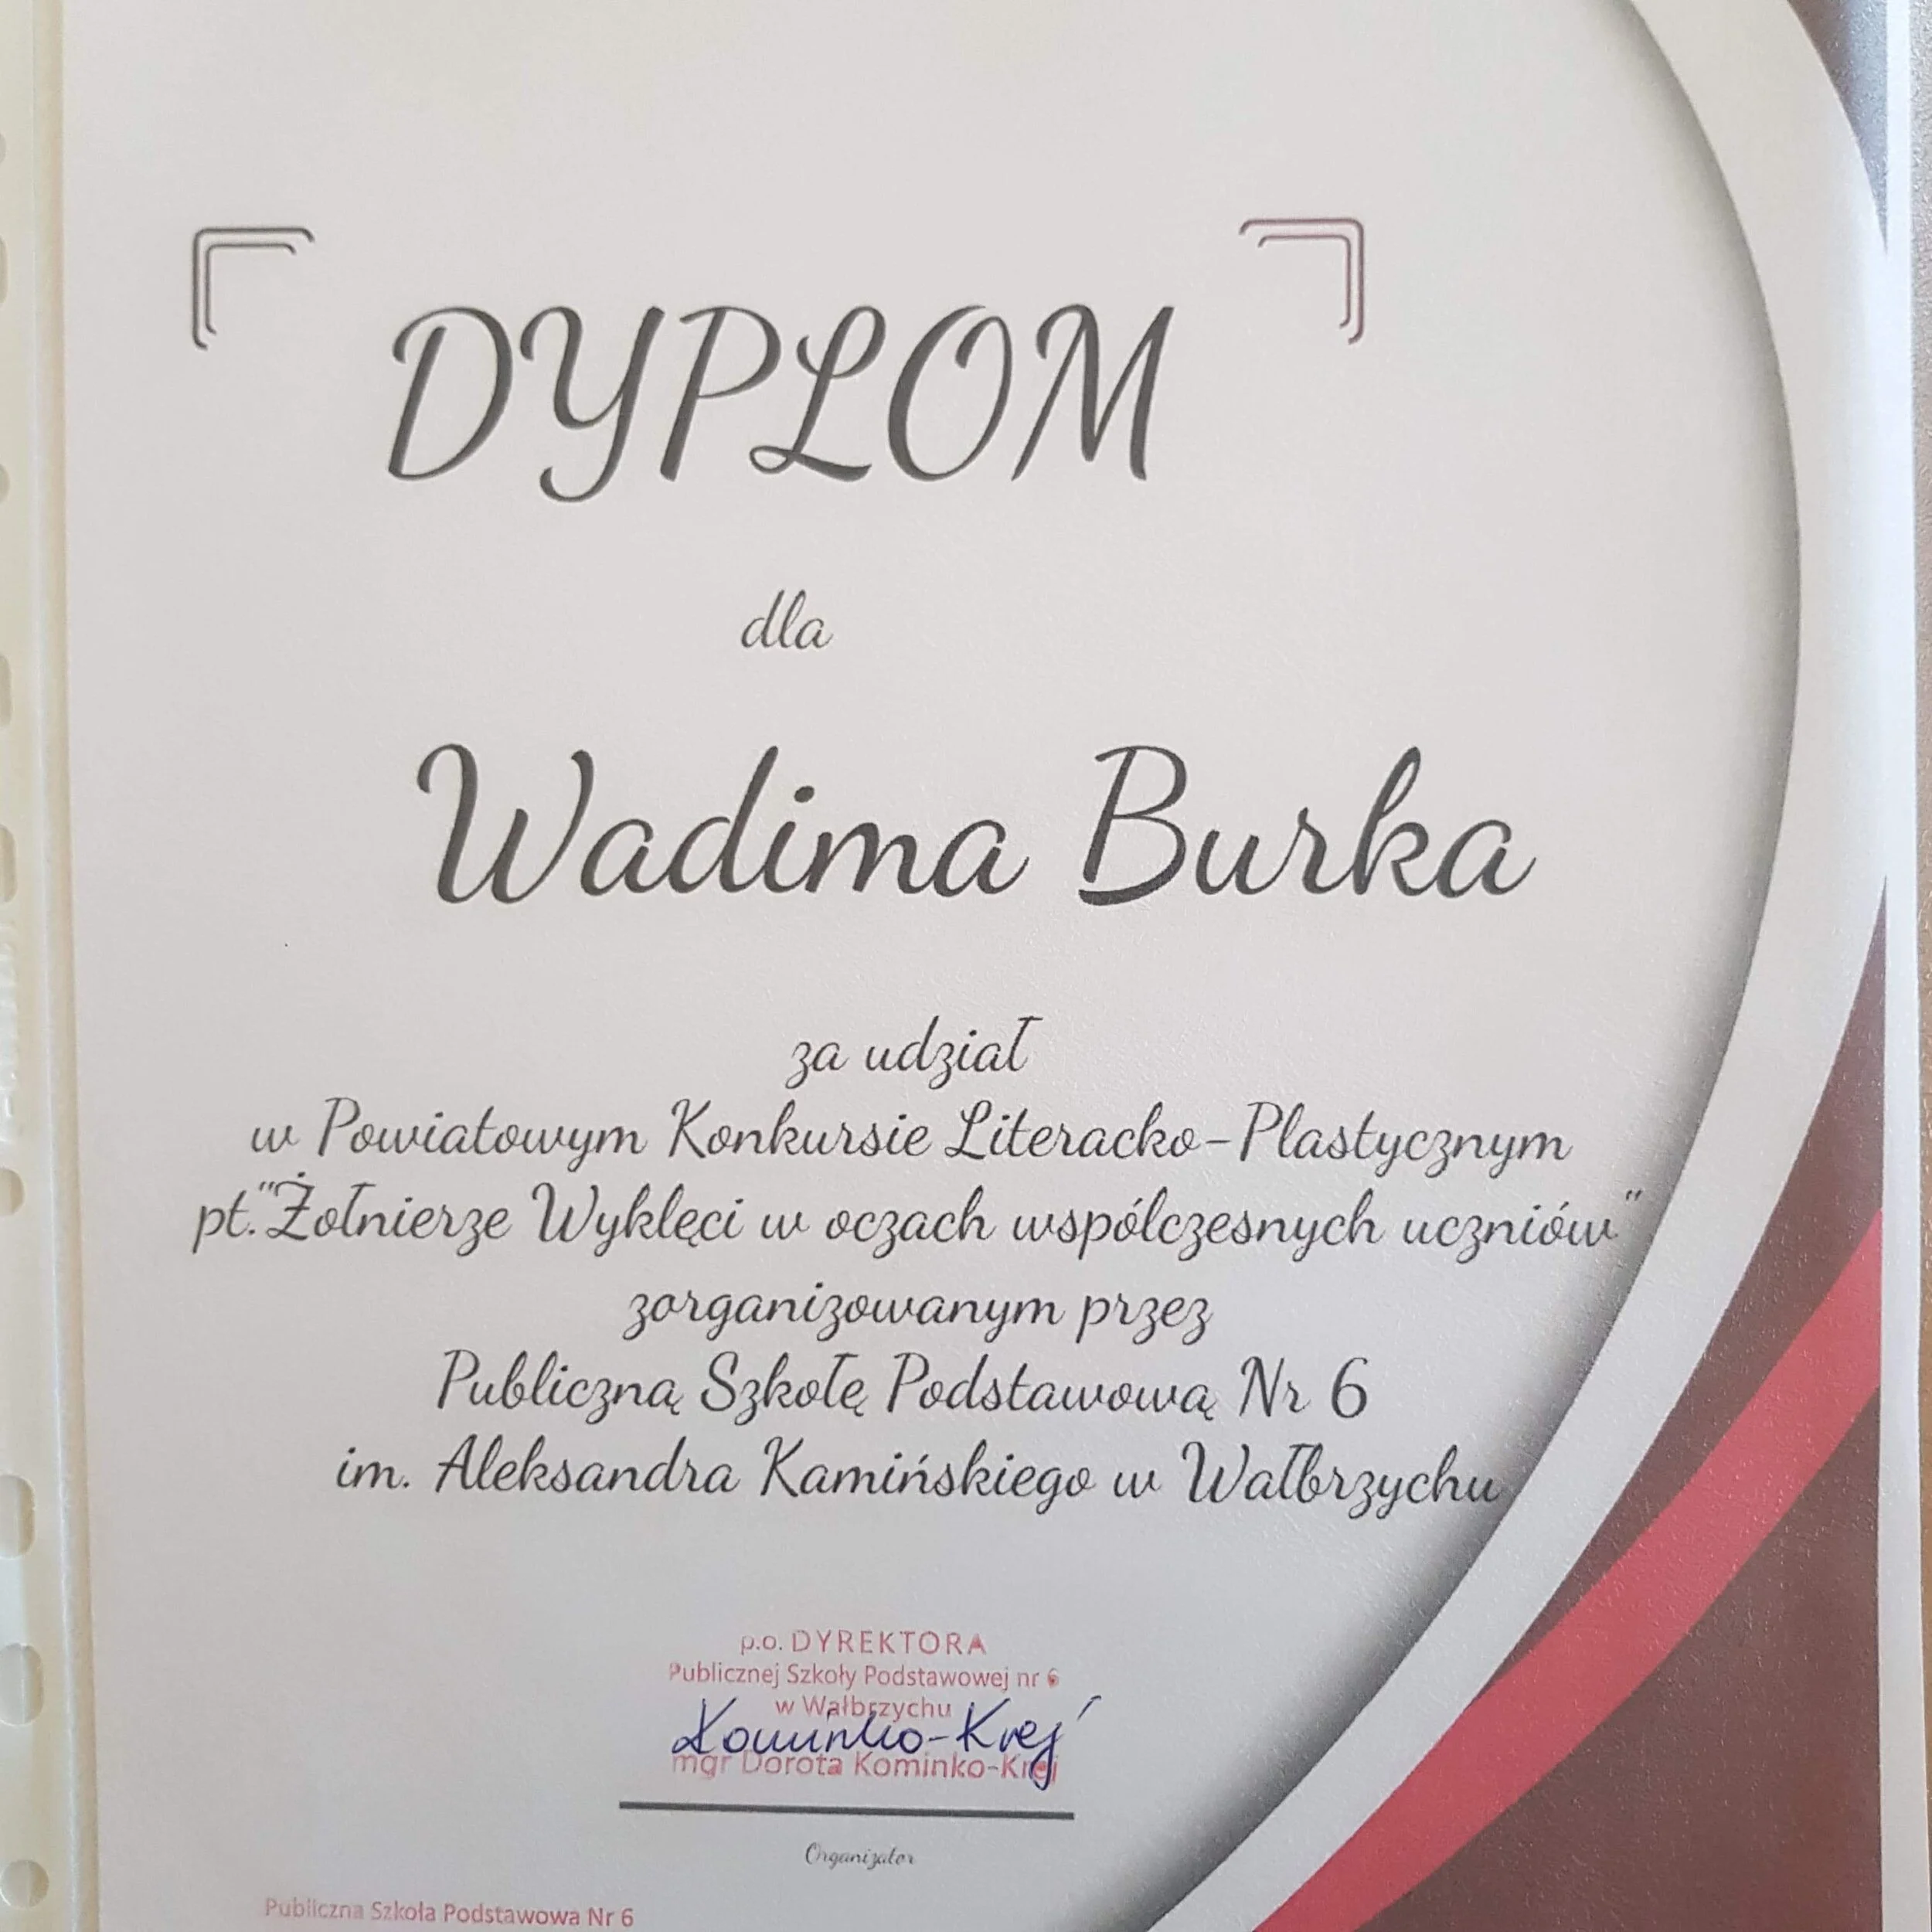 DYPLOM
dla
Wadima Burka
za udział
w Powiatowym Konkursie Literacko-Plastycznym
pt."Żołnierze Wyklęci w oczach współczesnych uczniów"
zorganizowanym przez
Publiczną Szkołę Podstawową Nr 6
im. Aleksandra Kamińskiego w Wałbrzychu
p.o. DYREKTORA
Publicznej Szkoły Podstawowej nr 6
w Wałbrzychu
Kominko-Krej
mgr Dorota Kominko-Krej
Organizator
Publiczna Szkoła Podstawowa Nr 6